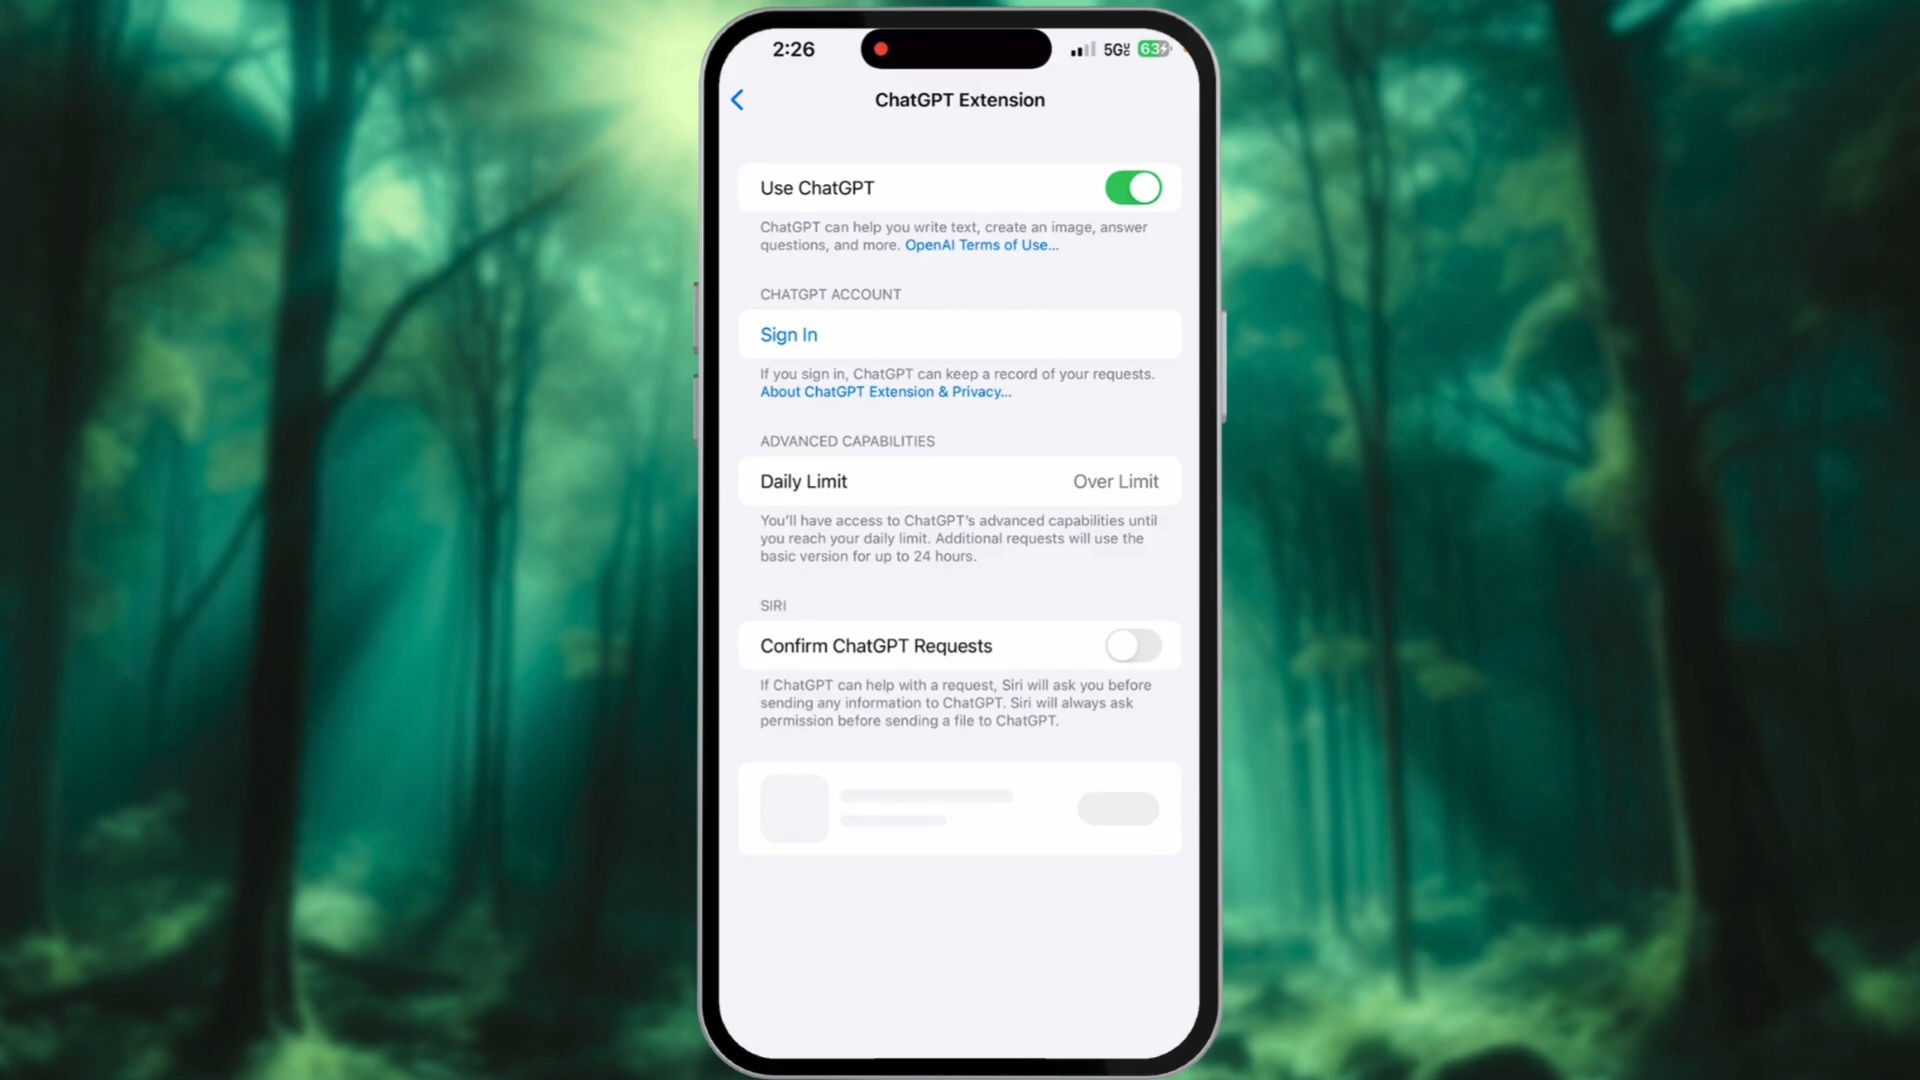 2:26
5G
63
ChatGPT Extension
Use ChatGPT
ChatGPT can help you write text, create an image, answer
questions, and more. OpenAI Terms of Use...
CHATGPT ACCOUNT
Sign In
If you sign in, ChatGPT can keep a record of your requests.
About ChatGPT Extension & Privacy...
ADVANCED CAPABILITIES
Daily Limit
Over Limit
You'll have access to ChatGPT's advanced capabilities until
you reach your daily limit. Additional requests will use the
basic version for up to 24 hours.
SIRI
Confirm ChatGPT Requests
If ChatGPT can help with a request, Siri will ask you before
sending any information to ChatGPT. Siri will always ask
permission before sending a file to ChatGPT.